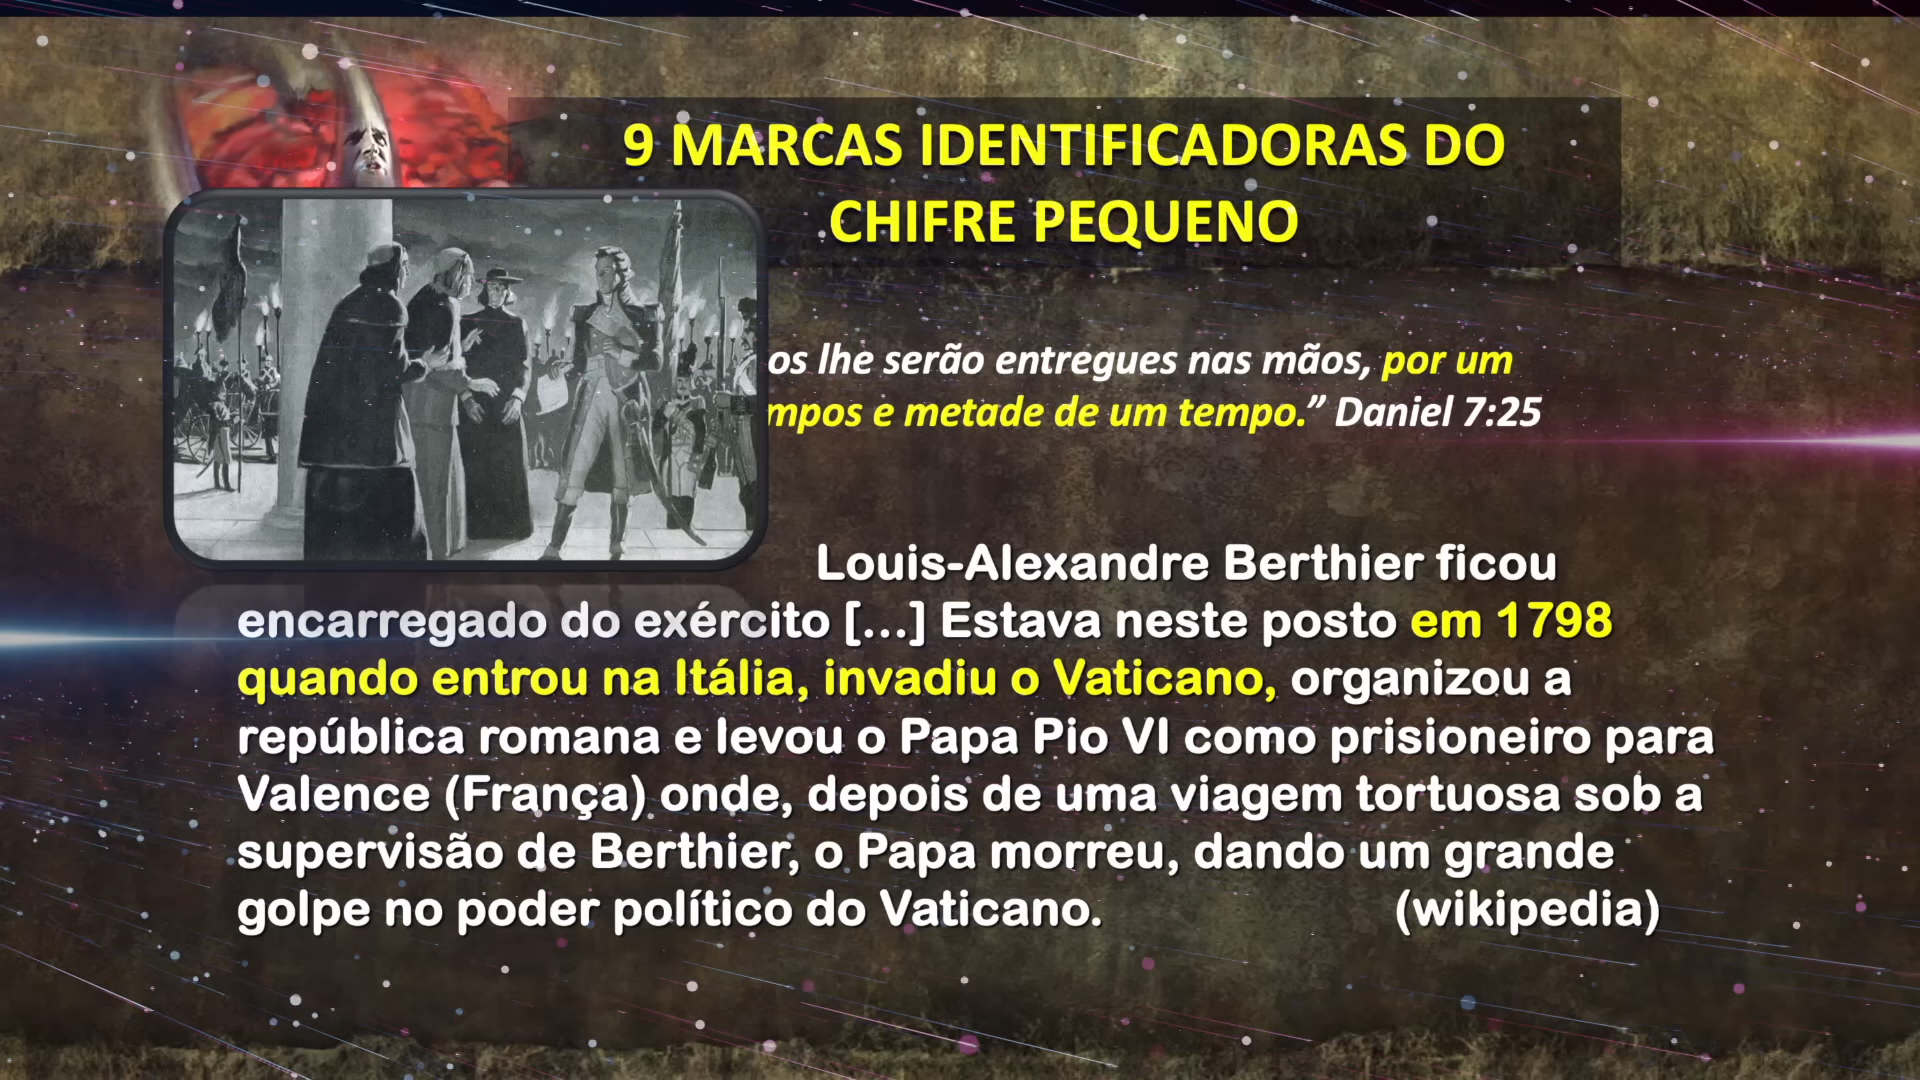 9 MARCAS IDENTIFICADORAS DO
CHIFRE PEQUENO
os lhe serão entregues nas mãos, por um
mpos e metade de um tempo.” Daniel 7:25
Louis-Alexandre Berthier ficou
encarregado do exército [...] Estava neste posto em 1798
quando entrou na Itália, invadiu o Vaticano, organizou a
república romana e levou o Papa Pio VI como prisioneiro para
Valence (França) onde, depois de uma viagem tortuosa sob a
supervisão de Berthier, o Papa morreu, dando um grande
golpe no poder político do Vaticano. (wikipedia)